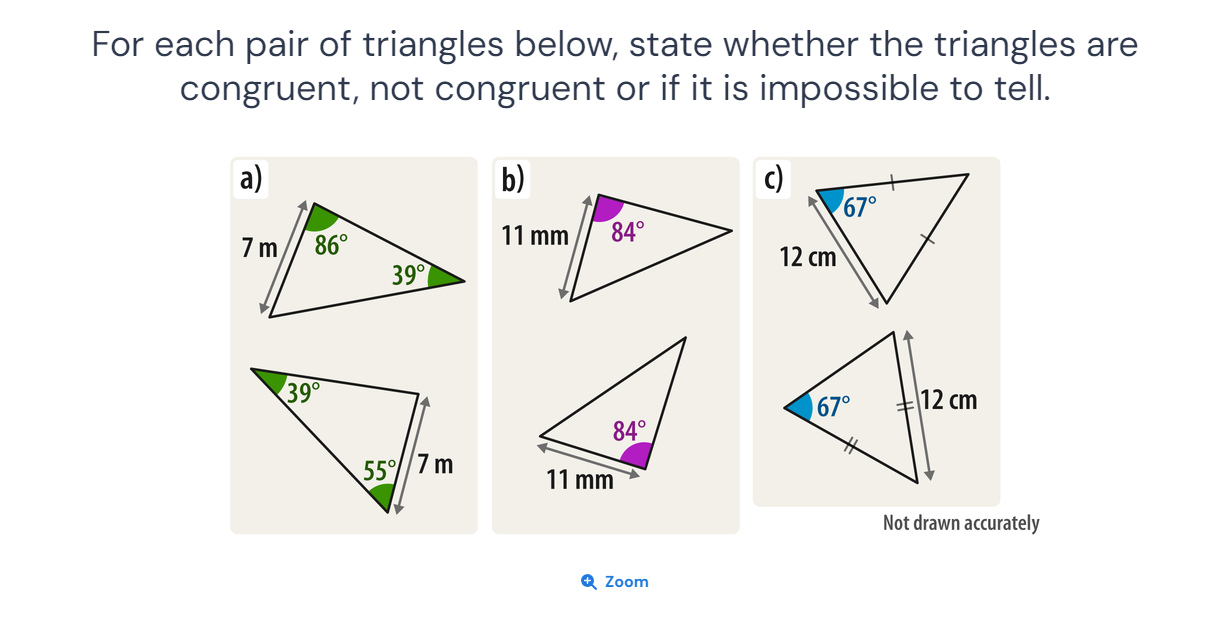 For each pair of triangles below, state whether the triangles are
congruent, not congruent or if it is impossible to tell.
a)
7 m
86°
39°
39°
55°
7 m
b)
11 mm
84°
84°
11 mm
c)
67°
12 cm
67°
12 cm
Not drawn accurately
Zoom